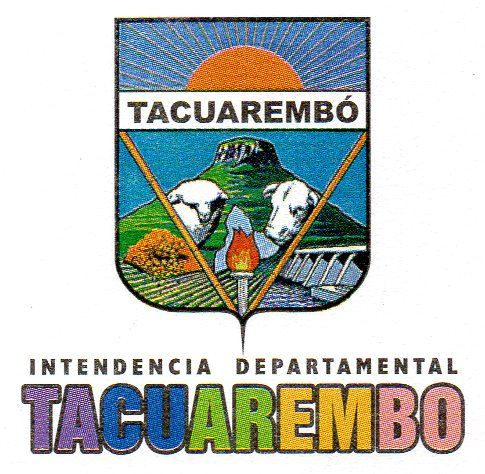 TACUAREMBÓ
INTENDENCIA DEPARTAMENTAL
TACUAREMBO